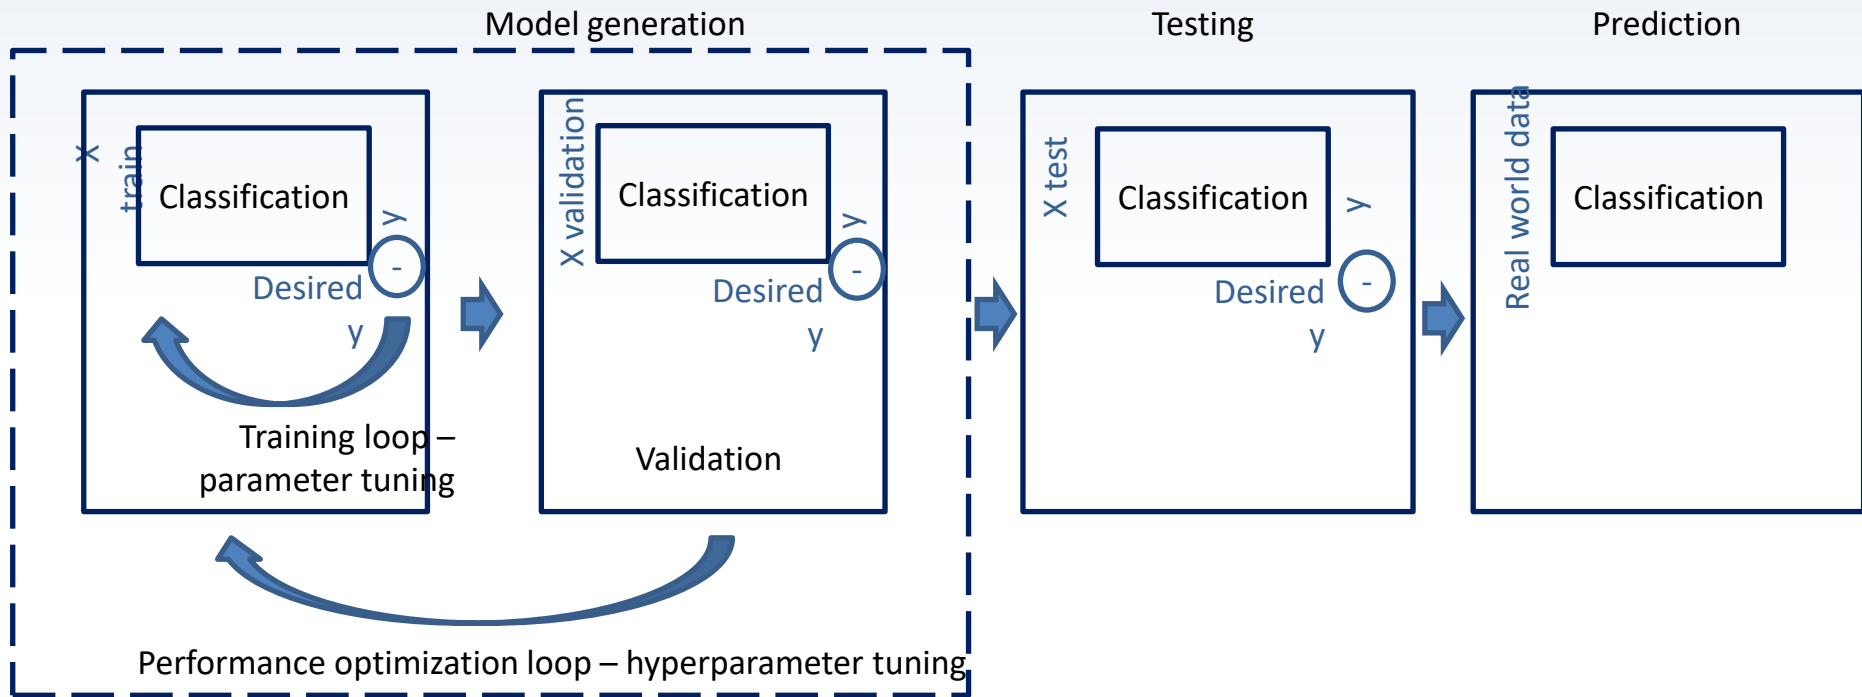 Model generation
Testing
Prediction
X
train
Classification
y
-
Desired
y
Training loop –
parameter tuning
X validation
Classification
y
-
Desired
y
Validation
Performance optimization loop – hyperparameter tuning
X test
Classification
y
-
Desired
y
Real world data
Classification